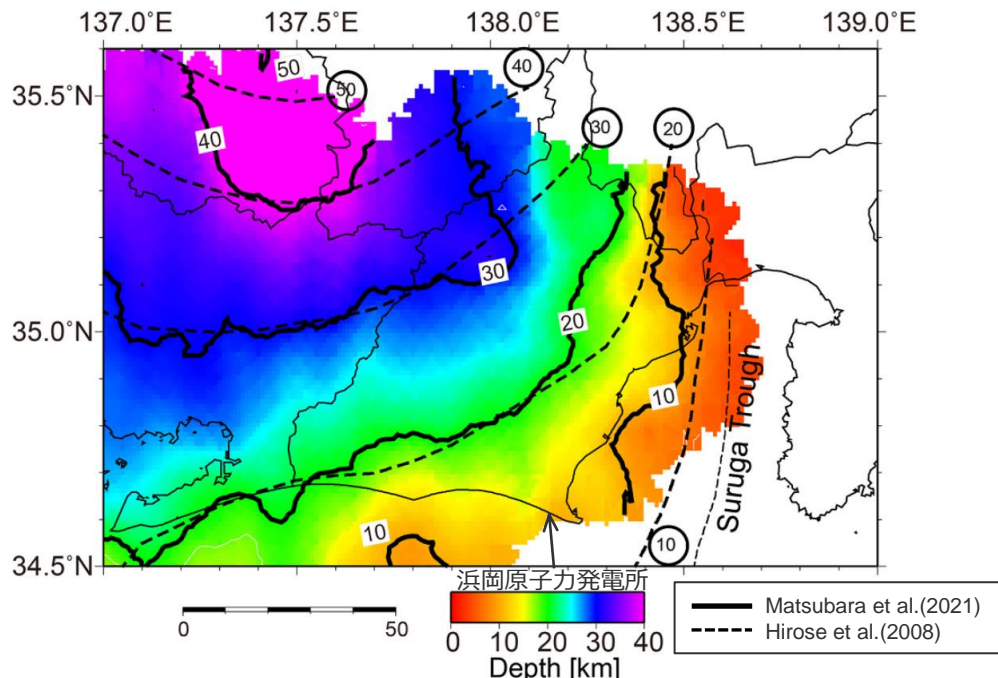 137.0° 137.5° 138.0° 138.5° 139.0°
50 40
50
35.5°N
40 30 20
30
35.0°N
20
10
Suruga Trough
10 10
34.5°N
浜岡原子力発電所
0 50
0 10 20 30 40
Depth [km]
Matsubara et al.(2021)
Hirose et al.(2008)